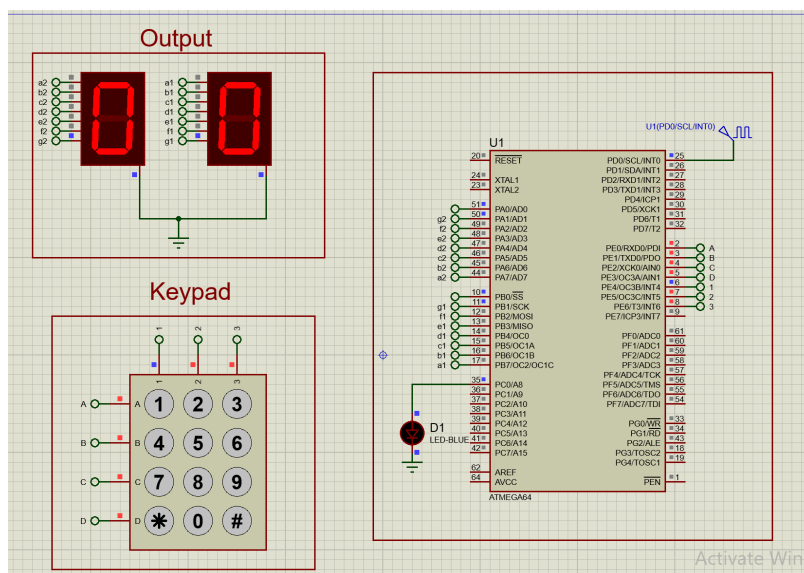 Output
a2
b2
c2
d2
e2
f2
g2
a1
b1
c1
d1
e1
f1
g1
Keypad
1 2 3
1 2 3
A A 1 2 3
B B 4 5 6
C C 7 8 9
D D * 0 #
U1(PD0/SCL/INT0)
U1
20 RESET PD0/SCL/INT0 25
PD1/SDA/INT1 26
24 XTAL1 PD2/RXD1/INT2 27
23 XTAL2 PD3/TXD1/INT3 28
PD4/ICP1 29
51 PA0/AD0 PD5/XCK1 30
g2 50 PA1/AD1 PD6/T1 31
f2 49 PA2/AD2 PD7/T2 32
e2 48 PA3/AD3
d2 47 PA4/AD4 PE0/RXD0/PDI 2 A
c2 46 PA5/AD5 PE1/TXD0/PDO 3 B
b2 45 PA6/AD6 PE2/XCK0/AIN0 4 C
a2 44 PA7/AD7 PE3/OC3A/AIN1 5 D
PE4/OC3B/INT4 6 1
10 PB0/SS PE5/OC3C/INT5 7 2
g1 11 PB1/SCK PE6/T3/INT6 8 3
f1 12 PB2/MOSI PE7/ICP3/INT7 9
e1 13 PB3/MISO
d1 14 PB4/OC0 PF0/ADC0 61
c1 15 PB5/OC1A PF1/ADC1 60
b1 16 PB6/OC1B PF2/ADC2 59
a1 17 PB7/OC2/OC1C PF3/ADC3 58
PF4/ADC4/TCK 57
35 PC0/A8 PF5/ADC5/TMS 56
36 PC1/A9 PF6/ADC6/TDO 55
37 PC2/A10 PF7/ADC7/TDI 54
38 PC3/A11
39 PC4/A12 PG0/WR 33
40 PC5/A13 PG1/RD 34
41 PC6/A14 PG2/ALE 43
42 PC7/A15 PG3/TOSC2 18
PG4/TOSC1 19
62 AREF
64 AVCC PEN 1
ATMEGA64
D1
LED-BLUE
Activate Win